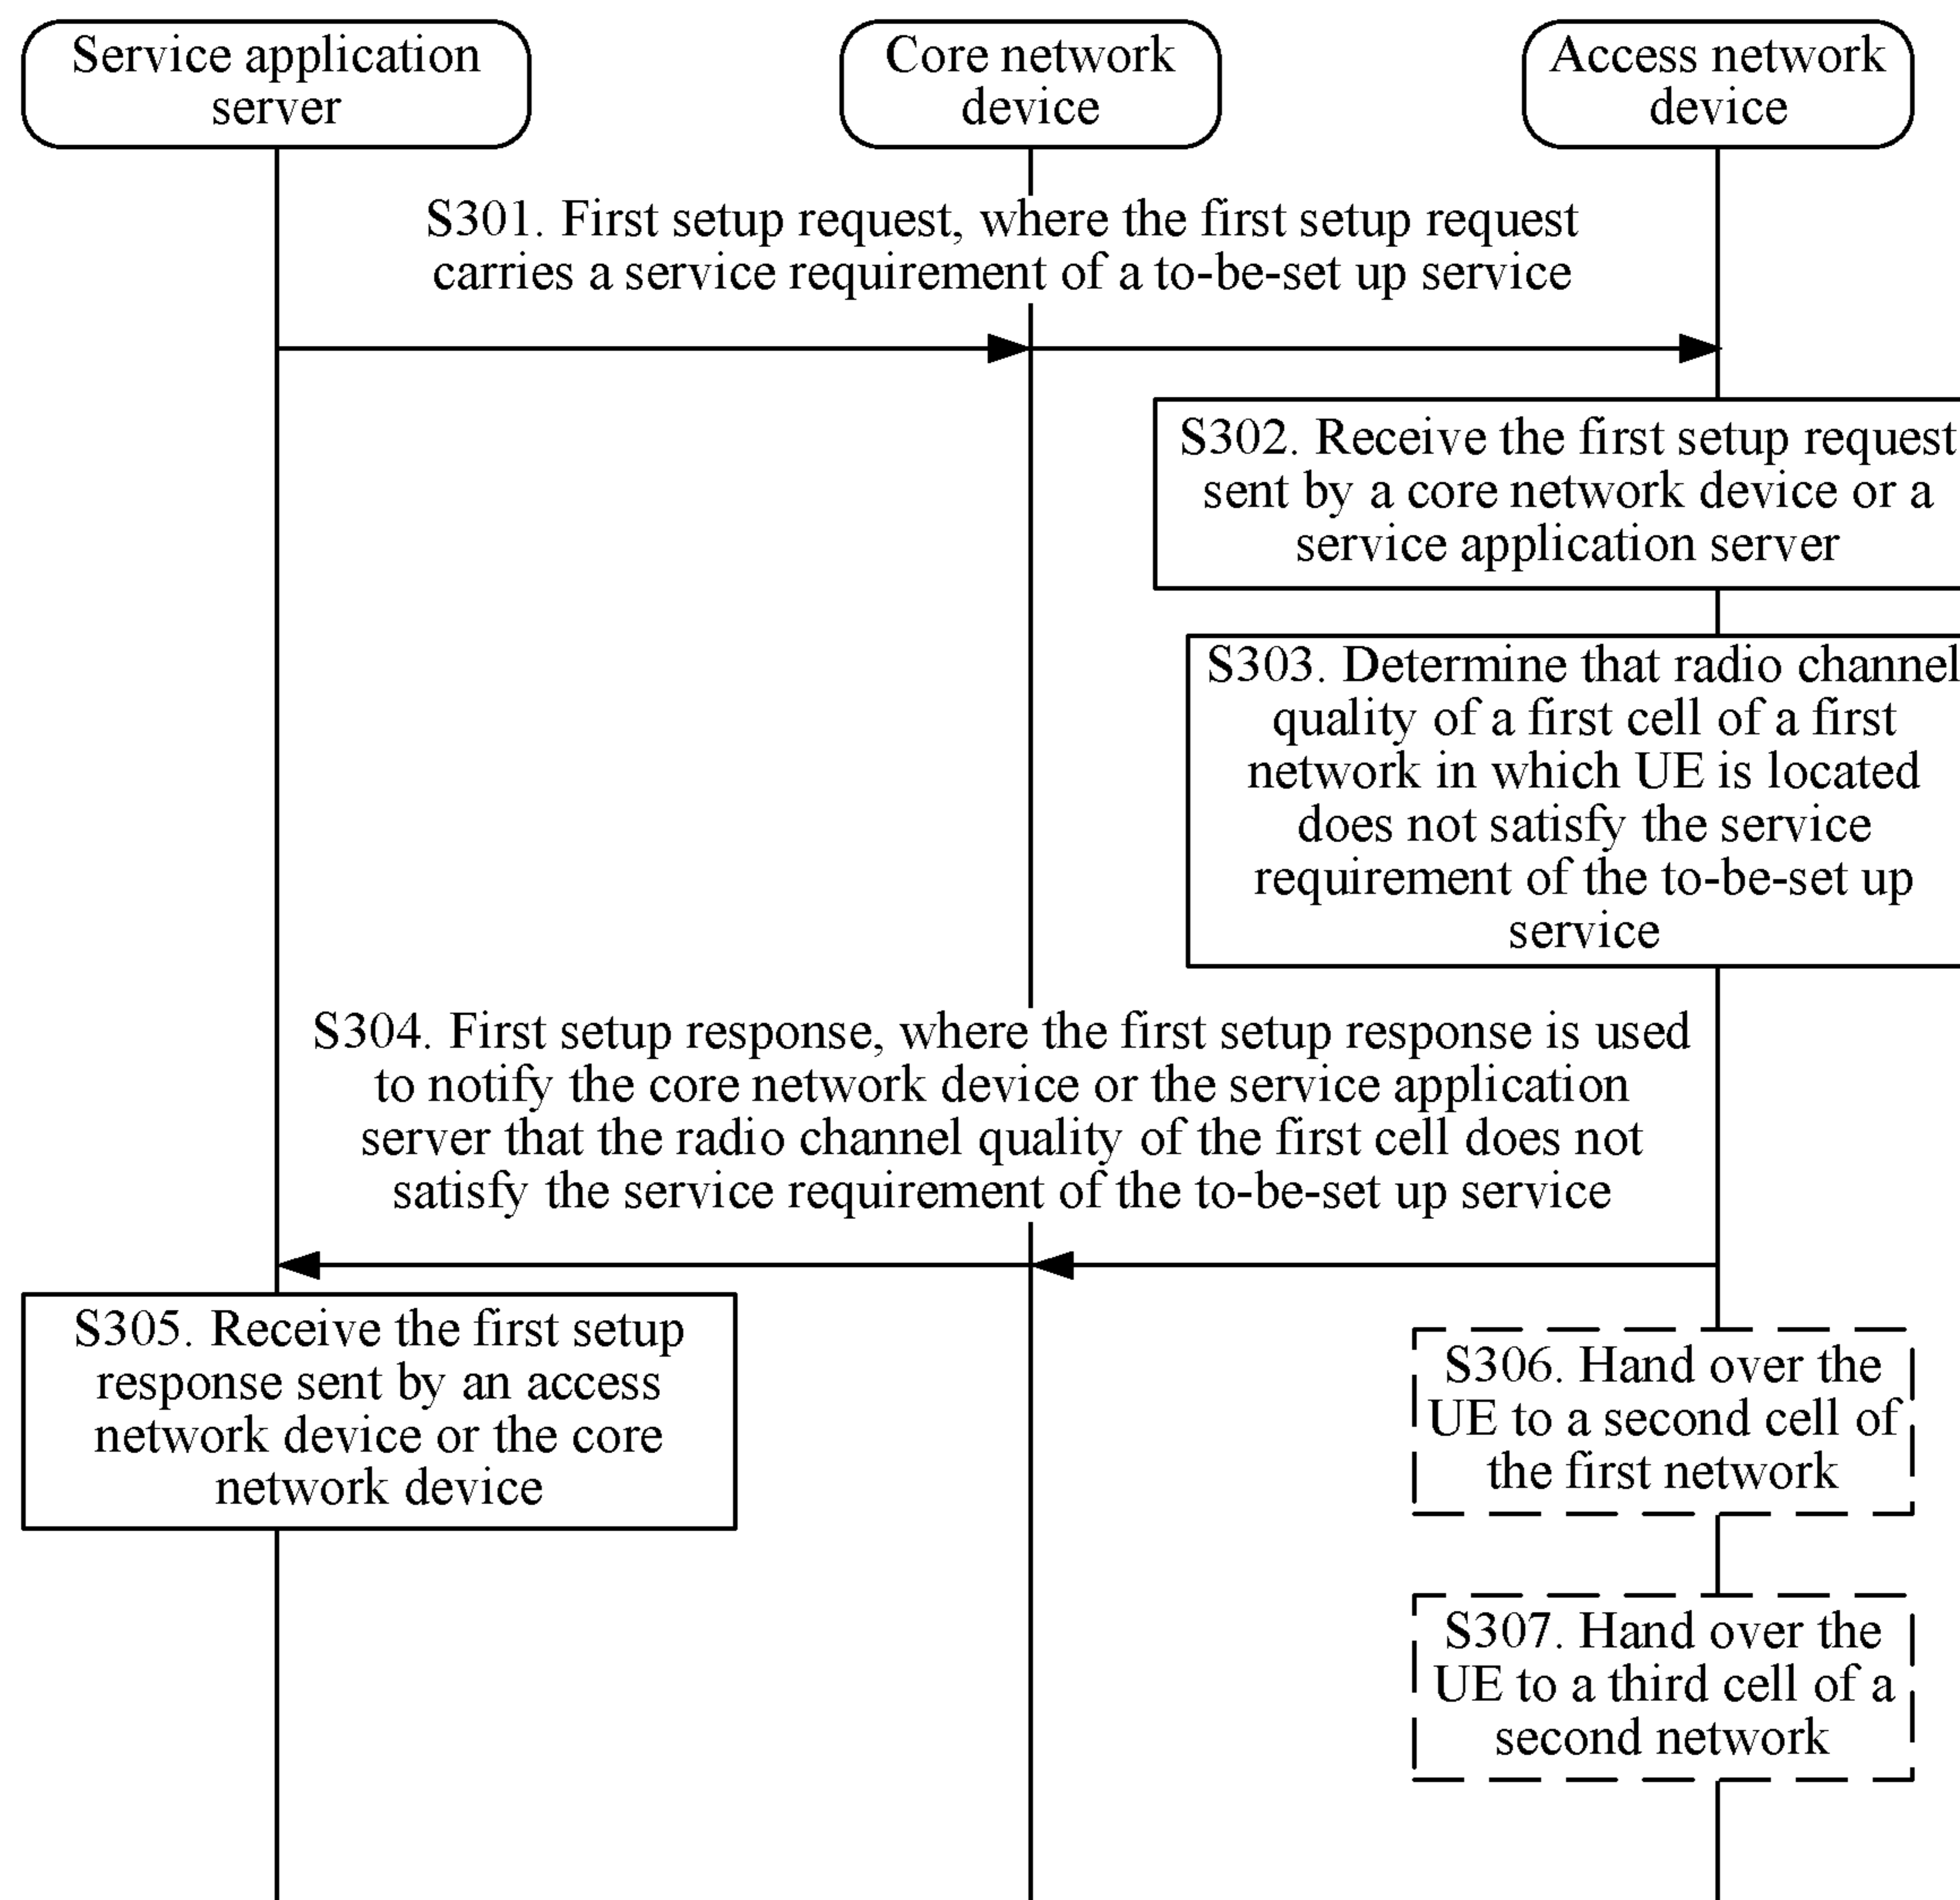 Service application
server
Core network
device
Access network
device
S301. First setup request, where the first setup request
carries a service requirement of a to-be-set up service
S302. Receive the first setup request
sent by a core network device or a
service application server
S303. Determine that radio channel
quality of a first cell of a first
network in which UE is located
does not satisfy the service
requirement of the to-be-set up
service
S304. First setup response, where the first setup response is used
to notify the core network device or the service application
server that the radio channel quality of the first cell does not
satisfy the service requirement of the to-be-set up service
S305. Receive the first setup
response sent by an access
network device or the core
network device
S306. Hand over the
UE to a second cell of
the first network
S307. Hand over the
UE to a third cell of a
second network